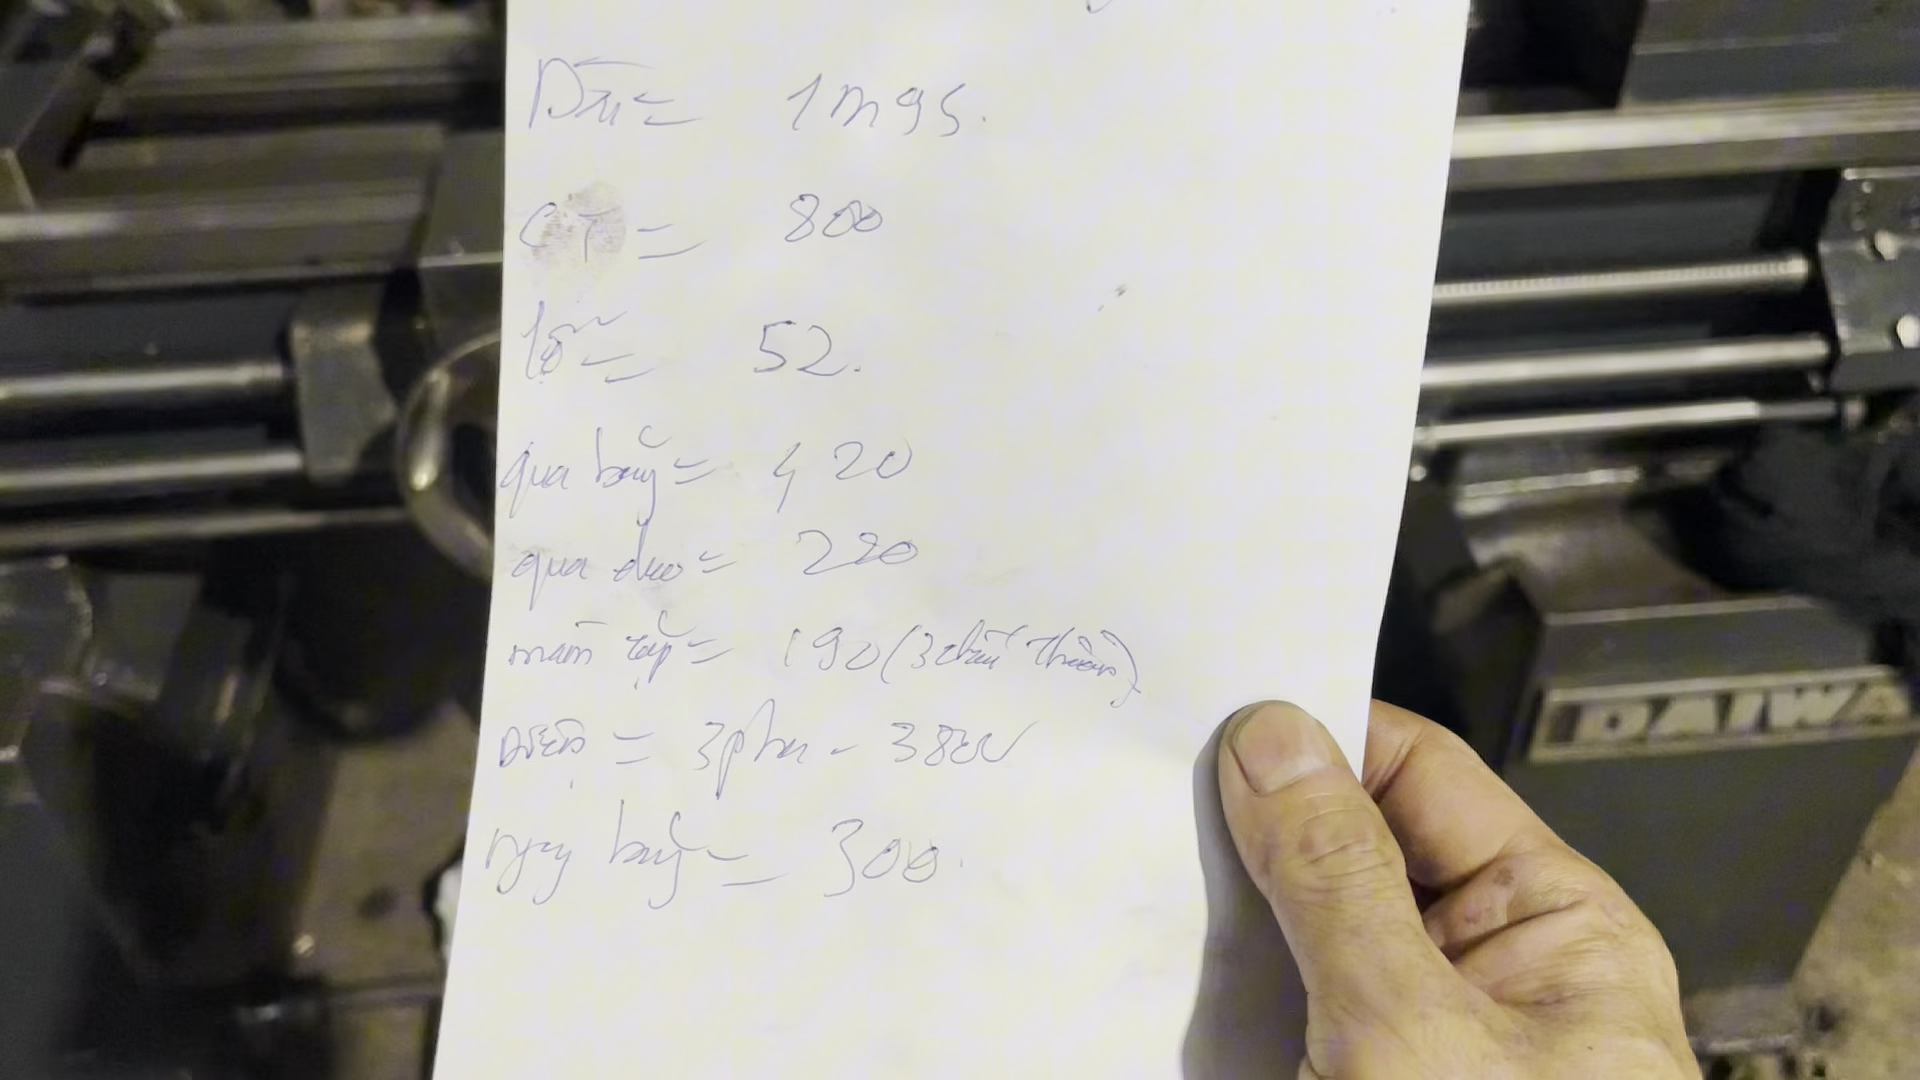 Dài = 1m95.
CT = 800
lỗ = 52.
qua băng = 420
qua dao = 220
mâm cặp = 190 (3 chấu thường)
Điện = 3pha - 380V
ngang băng = 300.
DAIWA